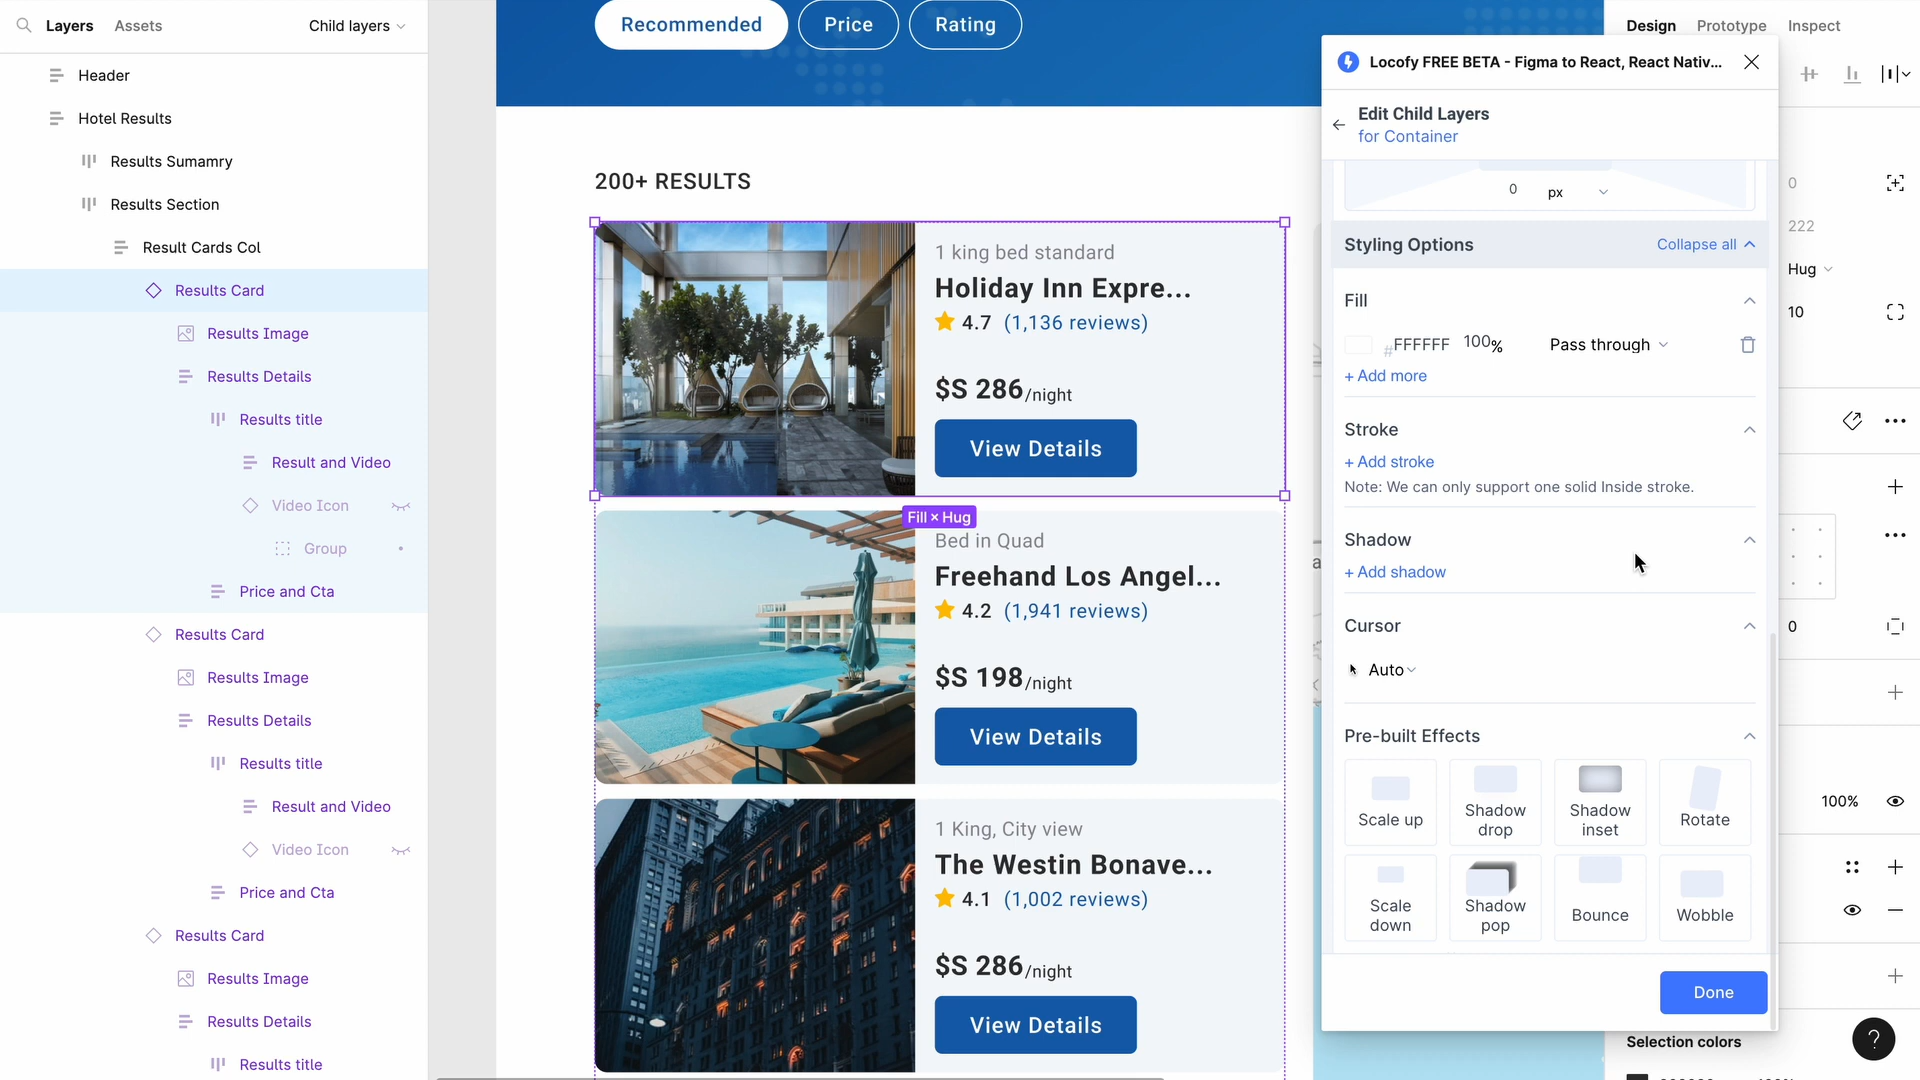 Layers
Assets
Child layers
Header
Hotel Results
Results Sumamry
Results Section
Result Cards Col
Results Card
Results Image
Results Details
Results title
Result and Video
Video Icon
Group
Price and Cta
Results Card
Results Image
Results Details
Results title
Result and Video
Video Icon
Price and Cta
Results Card
Results Image
Results Details
Results title
Recommended
Price
Rating
200+ RESULTS
1 king bed standard
Holiday Inn Expre...
4.7 (1,136 reviews)
$S 286/night
View Details
Fill × Hug
Bed in Quad
Freehand Los Angel...
4.2 (1,941 reviews)
$S 198/night
View Details
1 King, City view
The Westin Bonave...
4.1 (1,002 reviews)
$S 286/night
View Details
Locofy FREE BETA - Figma to React, React Nativ...
Edit Child Layers
for Container
0 px
Styling Options
Collapse all
Fill
#FFFFFF 100% Pass through
+ Add more
Stroke
+ Add stroke
Note: We can only support one solid Inside stroke.
Shadow
+ Add shadow
Cursor
Auto
Pre-built Effects
Scale up
Shadow drop
Shadow inset
Rotate
Scale down
Shadow pop
Bounce
Wobble
Done
Design
Prototype
Inspect
0
222
Hug
10
0
100%
Selection colors
?